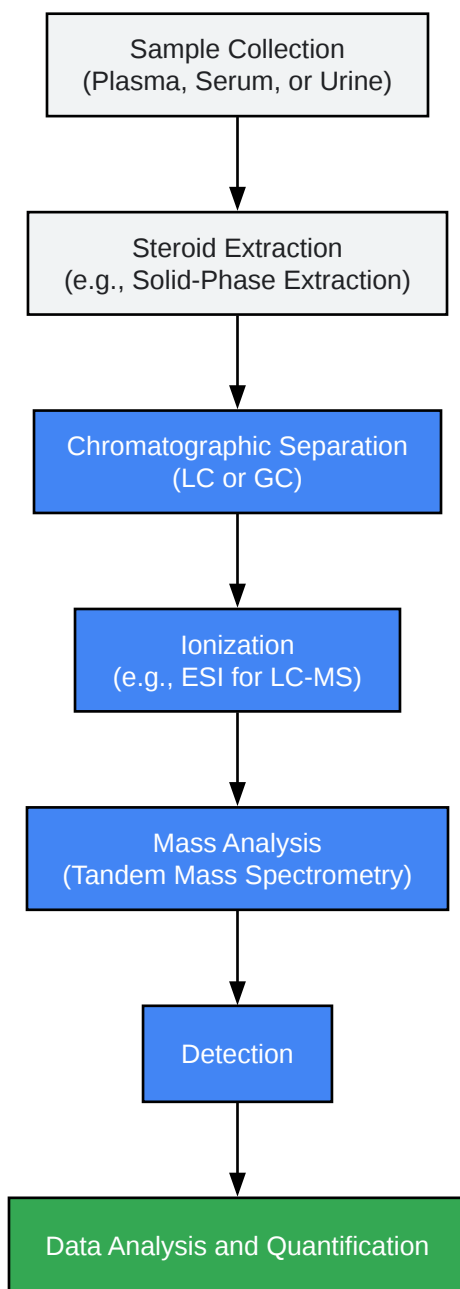 Sample Collection
(Plasma, Serum, or Urine)
Steroid Extraction
(e.g., Solid-Phase Extraction)
Chromatographic Separation
(LC or GC)
Ionization
(e.g., ESI for LC-MS)
Mass Analysis
(Tandem Mass Spectrometry)
Detection
Data Analysis and Quantification